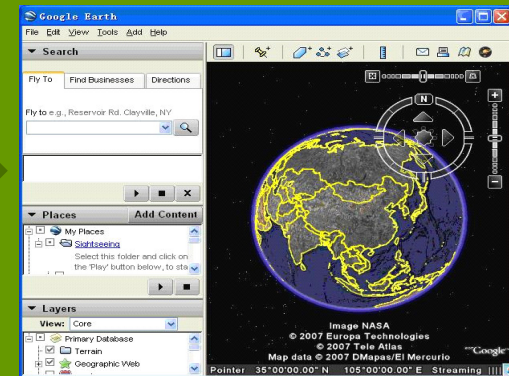 Google Earth
File Edit View Tools Add Help
Search
Fly To Find Businesses Directions
Fly to e.g., Reservoir Rd. Clayville, NY
N
Places Add Content
My Places
Sightseeing
Select this folder and click on
the 'Play' button below, to sta
Layers
View: Core
Primary Database
Terrain
Geographic Web
Image NASA
© 2007 Europa Technologies
© 2007 Tele Atlas
Map data © 2007 DMapas/El Mercurio
Google
Pointer 35°00'00.00" N 105°00'00.00" E Streaming